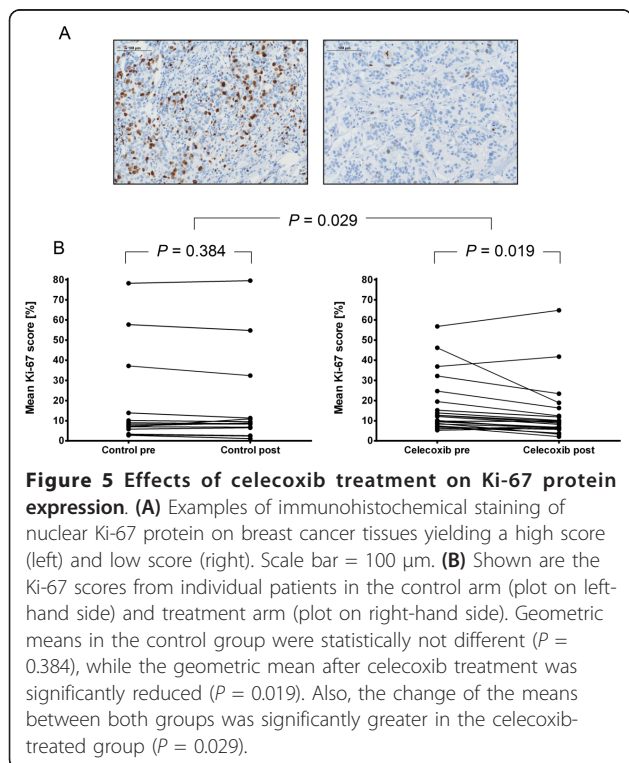 A
100 µm
100 µm
P = 0.029
B
P = 0.384
P = 0.019
Mean Ki-67 score [%]
80
70
60
50
40
30
20
10
0
Control pre
Control post
Mean Ki-67 score [%]
80
70
60
50
40
30
20
10
0
Celecoxib pre
Celecoxib post
Figure 5 Effects of celecoxib treatment on Ki-67 protein
expression. (A) Examples of immunohistochemical staining of
nuclear Ki-67 protein on breast cancer tissues yielding a high score
(left) and low score (right). Scale bar = 100 μm. (B) Shown are the
Ki-67 scores from individual patients in the control arm (plot on left-
hand side) and treatment arm (plot on right-hand side). Geometric
means in the control group were statistically not different (P =
0.384), while the geometric mean after celecoxib treatment was
significantly reduced (P = 0.019). Also, the change of the means
between both groups was significantly greater in the celecoxib-
treated group (P = 0.029).